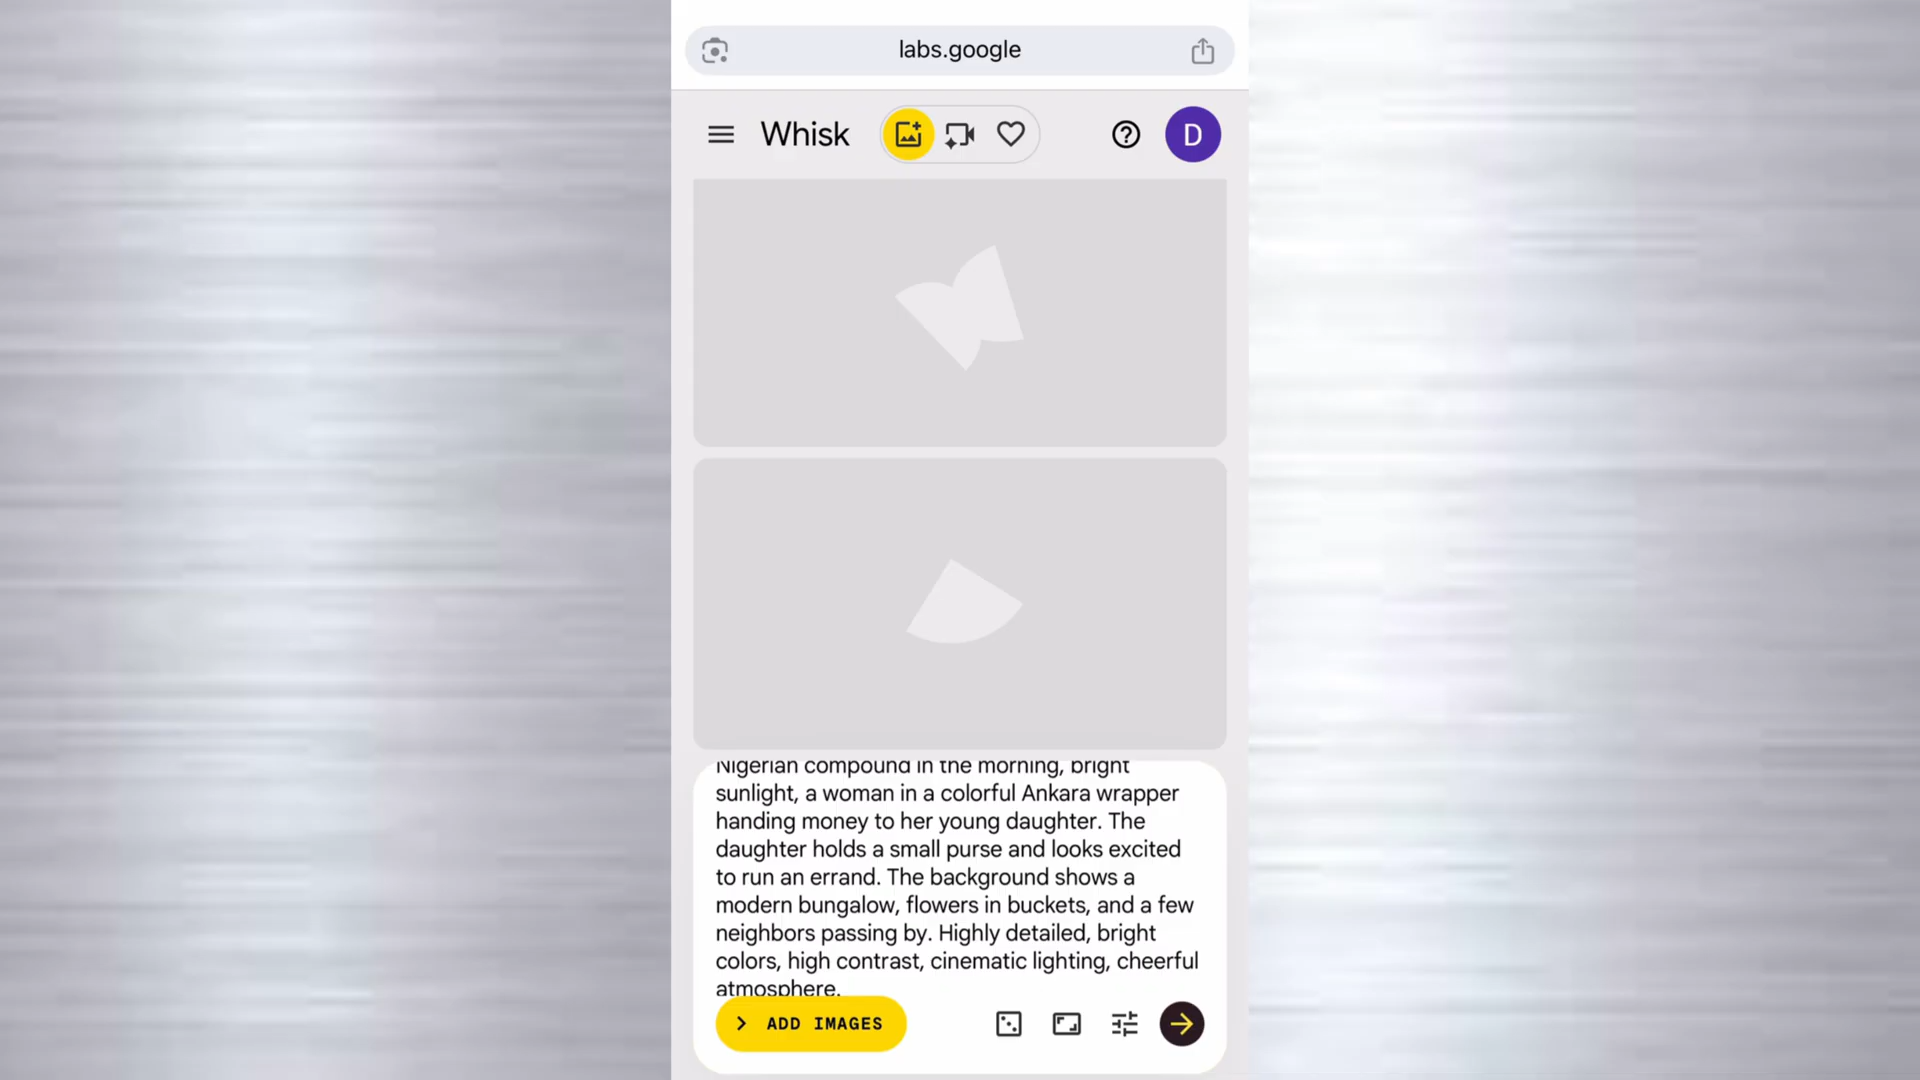 labs.google
Whisk
D
Nigerian compound in the morning, bright
sunlight, a woman in a colorful Ankara wrapper
handing money to her young daughter. The
daughter holds a small purse and looks excited
to run an errand. The background shows a
modern bungalow, flowers in buckets, and a few
neighbors passing by. Highly detailed, bright
colors, high contrast, cinematic lighting, cheerful
atmosphere.
ADD IMAGES